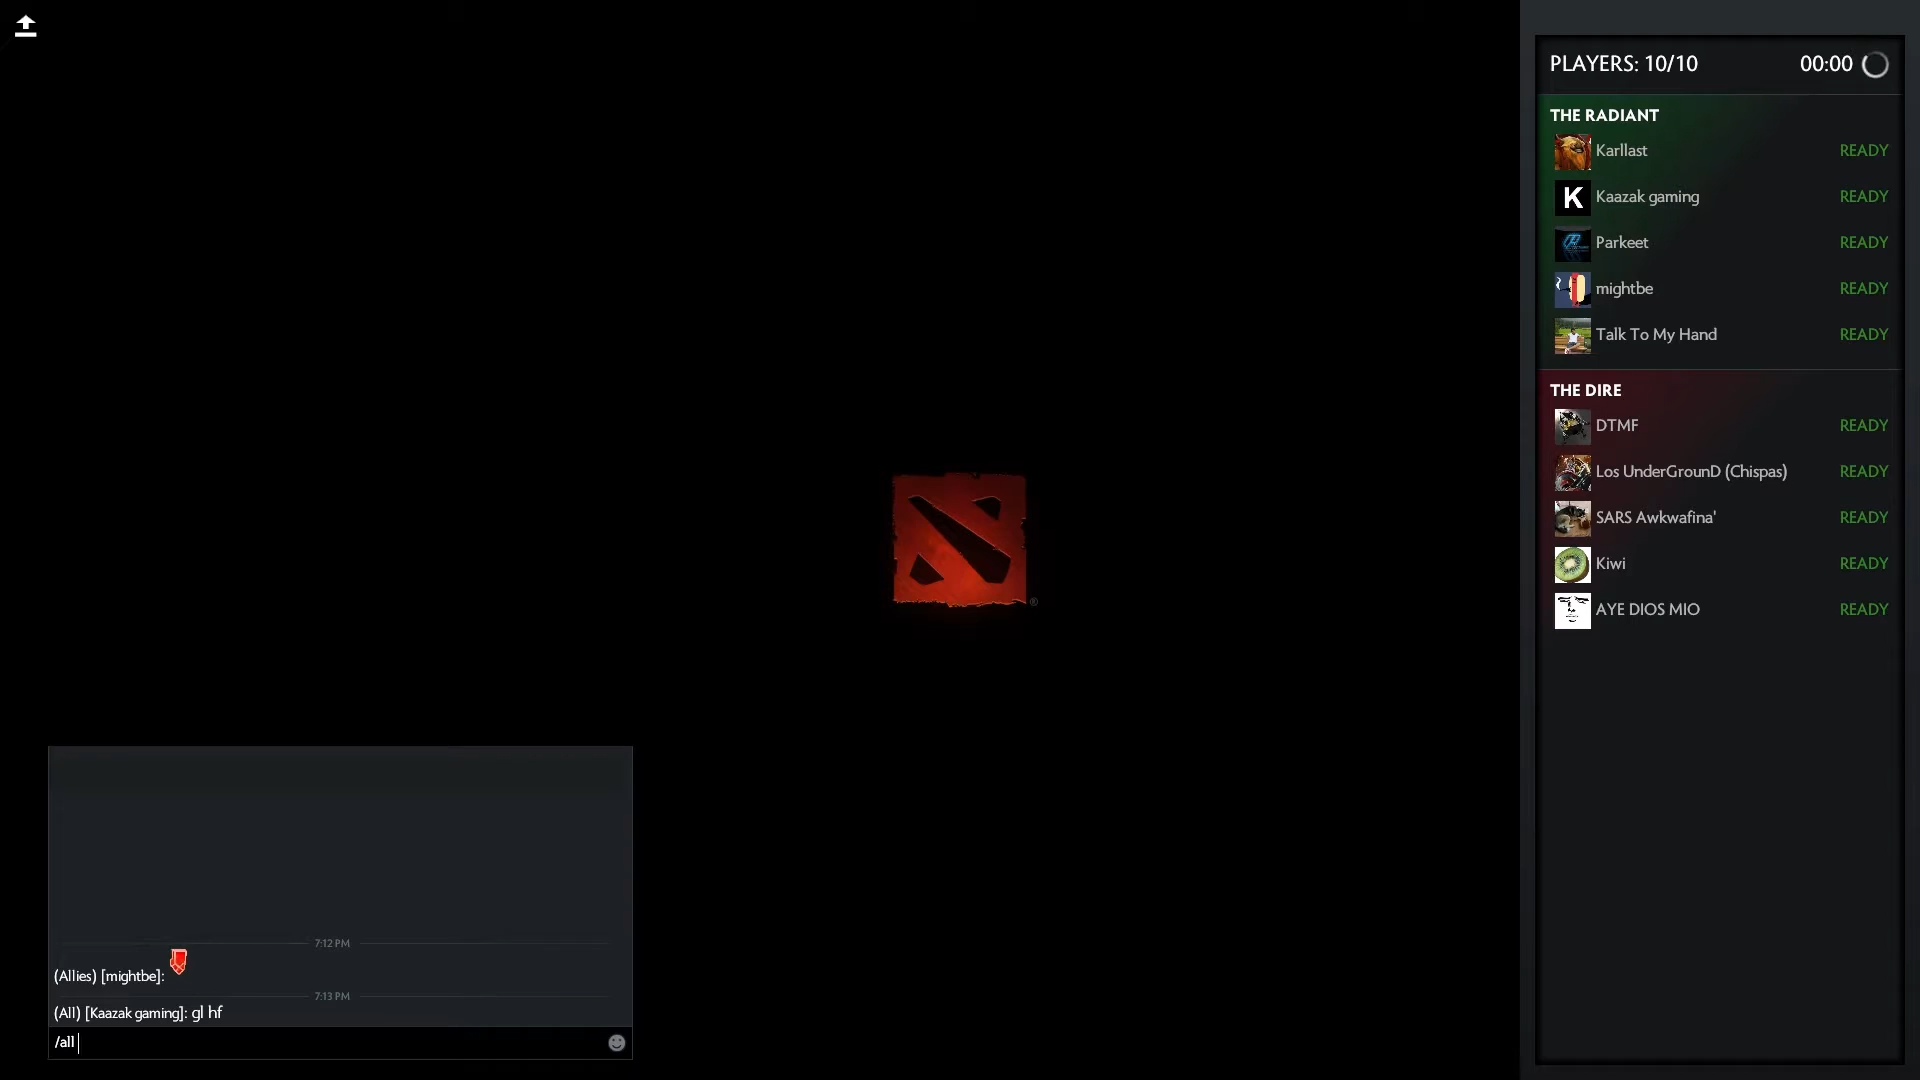 PLAYERS: 10/10 00:00
THE RADIANT
Karllast READY
K Kaazak gaming READY
Parkeet READY
mightbe READY
Talk To My Hand READY
THE DIRE
DTMF READY
Los UnderGrounD (Chispas) READY
SARS Awkwafina' READY
Kiwi READY
AYE DIOS MIO READY
®
7:12 PM
(Allies) [mightbe]:
7:13 PM
(All) [Kaazak gaming]: gl hf
/all